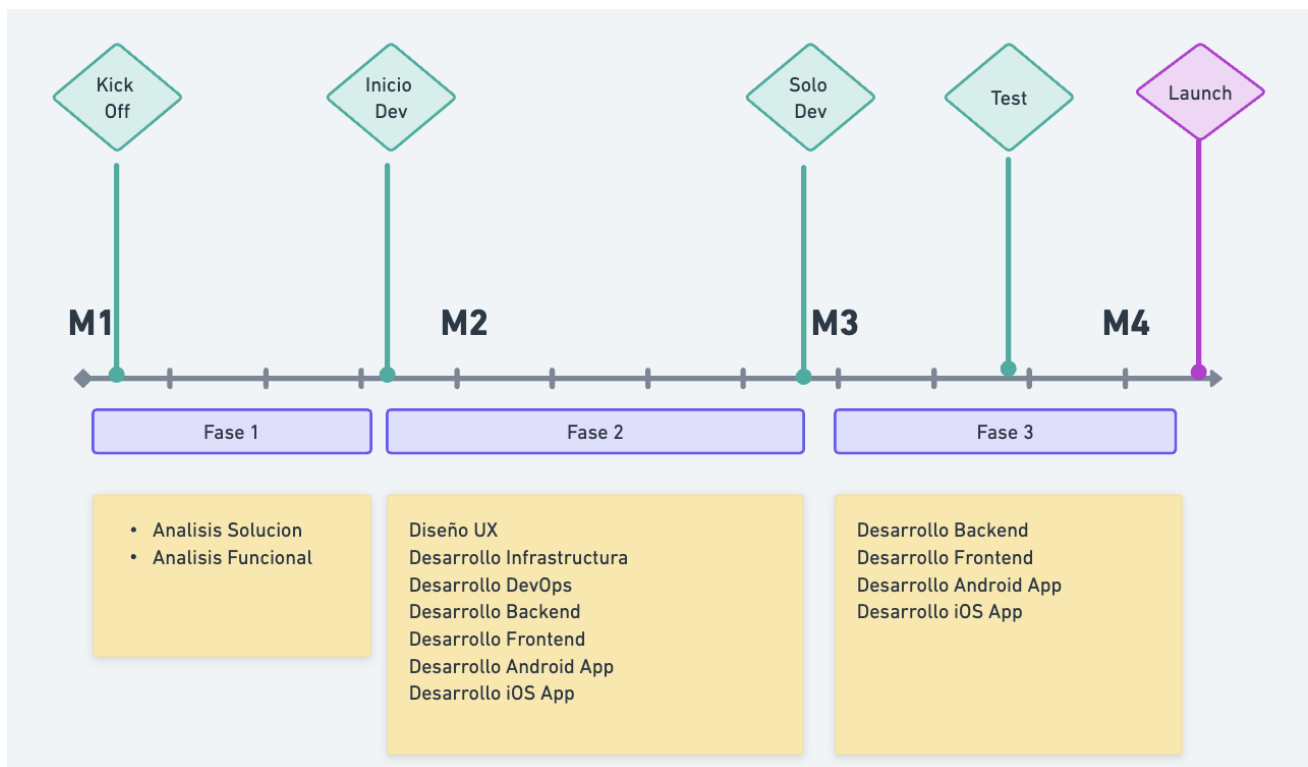 Kick
Off
Inicio
Dev
Solo
Dev
Test
Launch
M1
M2
M3
M4
Fase 1
Fase 2
Fase 3
• Analisis Solucion
• Analisis Funcional
Diseño UX
Desarrollo Infrastructura
Desarrollo DevOps
Desarrollo Backend
Desarrollo Frontend
Desarrollo Android App
Desarrollo iOS App
Desarrollo Backend
Desarrollo Frontend
Desarrollo Android App
Desarrollo iOS App